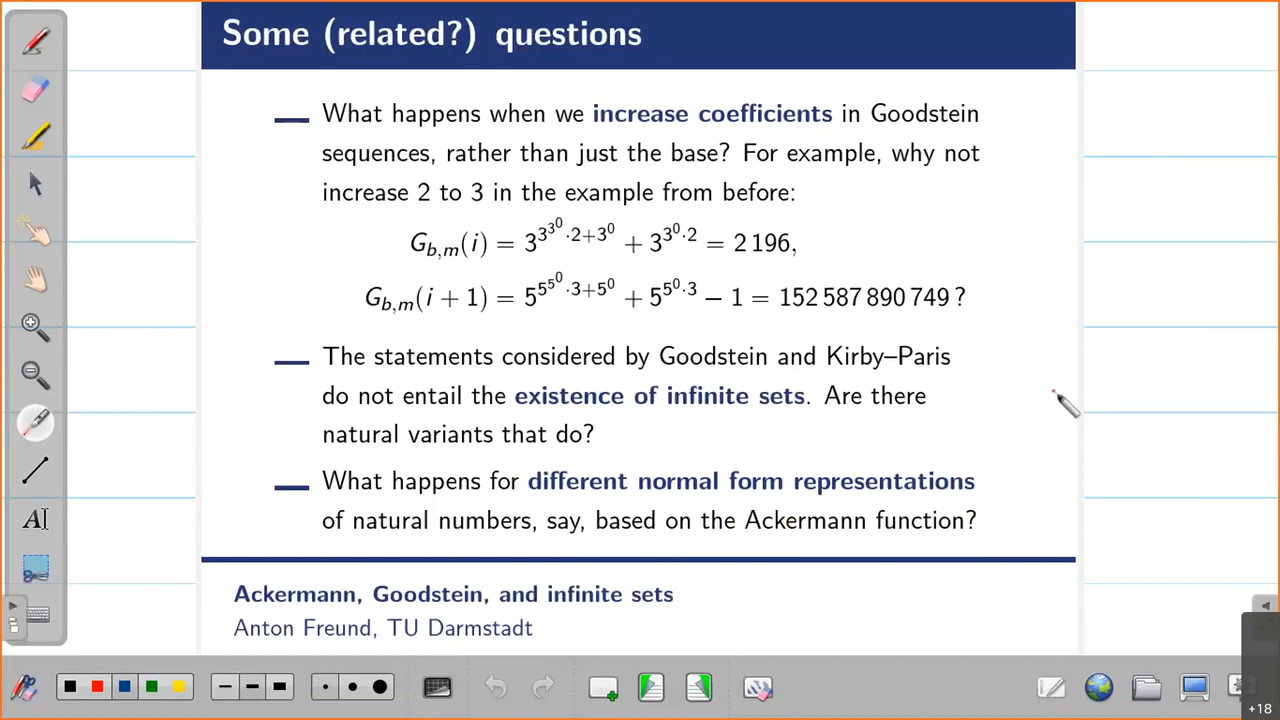 Some (related?) questions
What happens when we increase coefficients in Goodstein
sequences, rather than just the base? For example, why not
increase 2 to 3 in the example from before:
G_{b,m}(i) = 3^{3^{3^0}·2+3^0} + 3^{3^0·2} = 2 196,
G_{b,m}(i + 1) = 5^{5^{5^0}·3+5^0} + 5^{5^0·3} − 1 = 152 587 890 749 ?
The statements considered by Goodstein and Kirby–Paris
do not entail the existence of infinite sets. Are there
natural variants that do?
What happens for different normal form representations
of natural numbers, say, based on the Ackermann function?
Ackermann, Goodstein, and infinite sets
Anton Freund, TU Darmstadt
A
+18